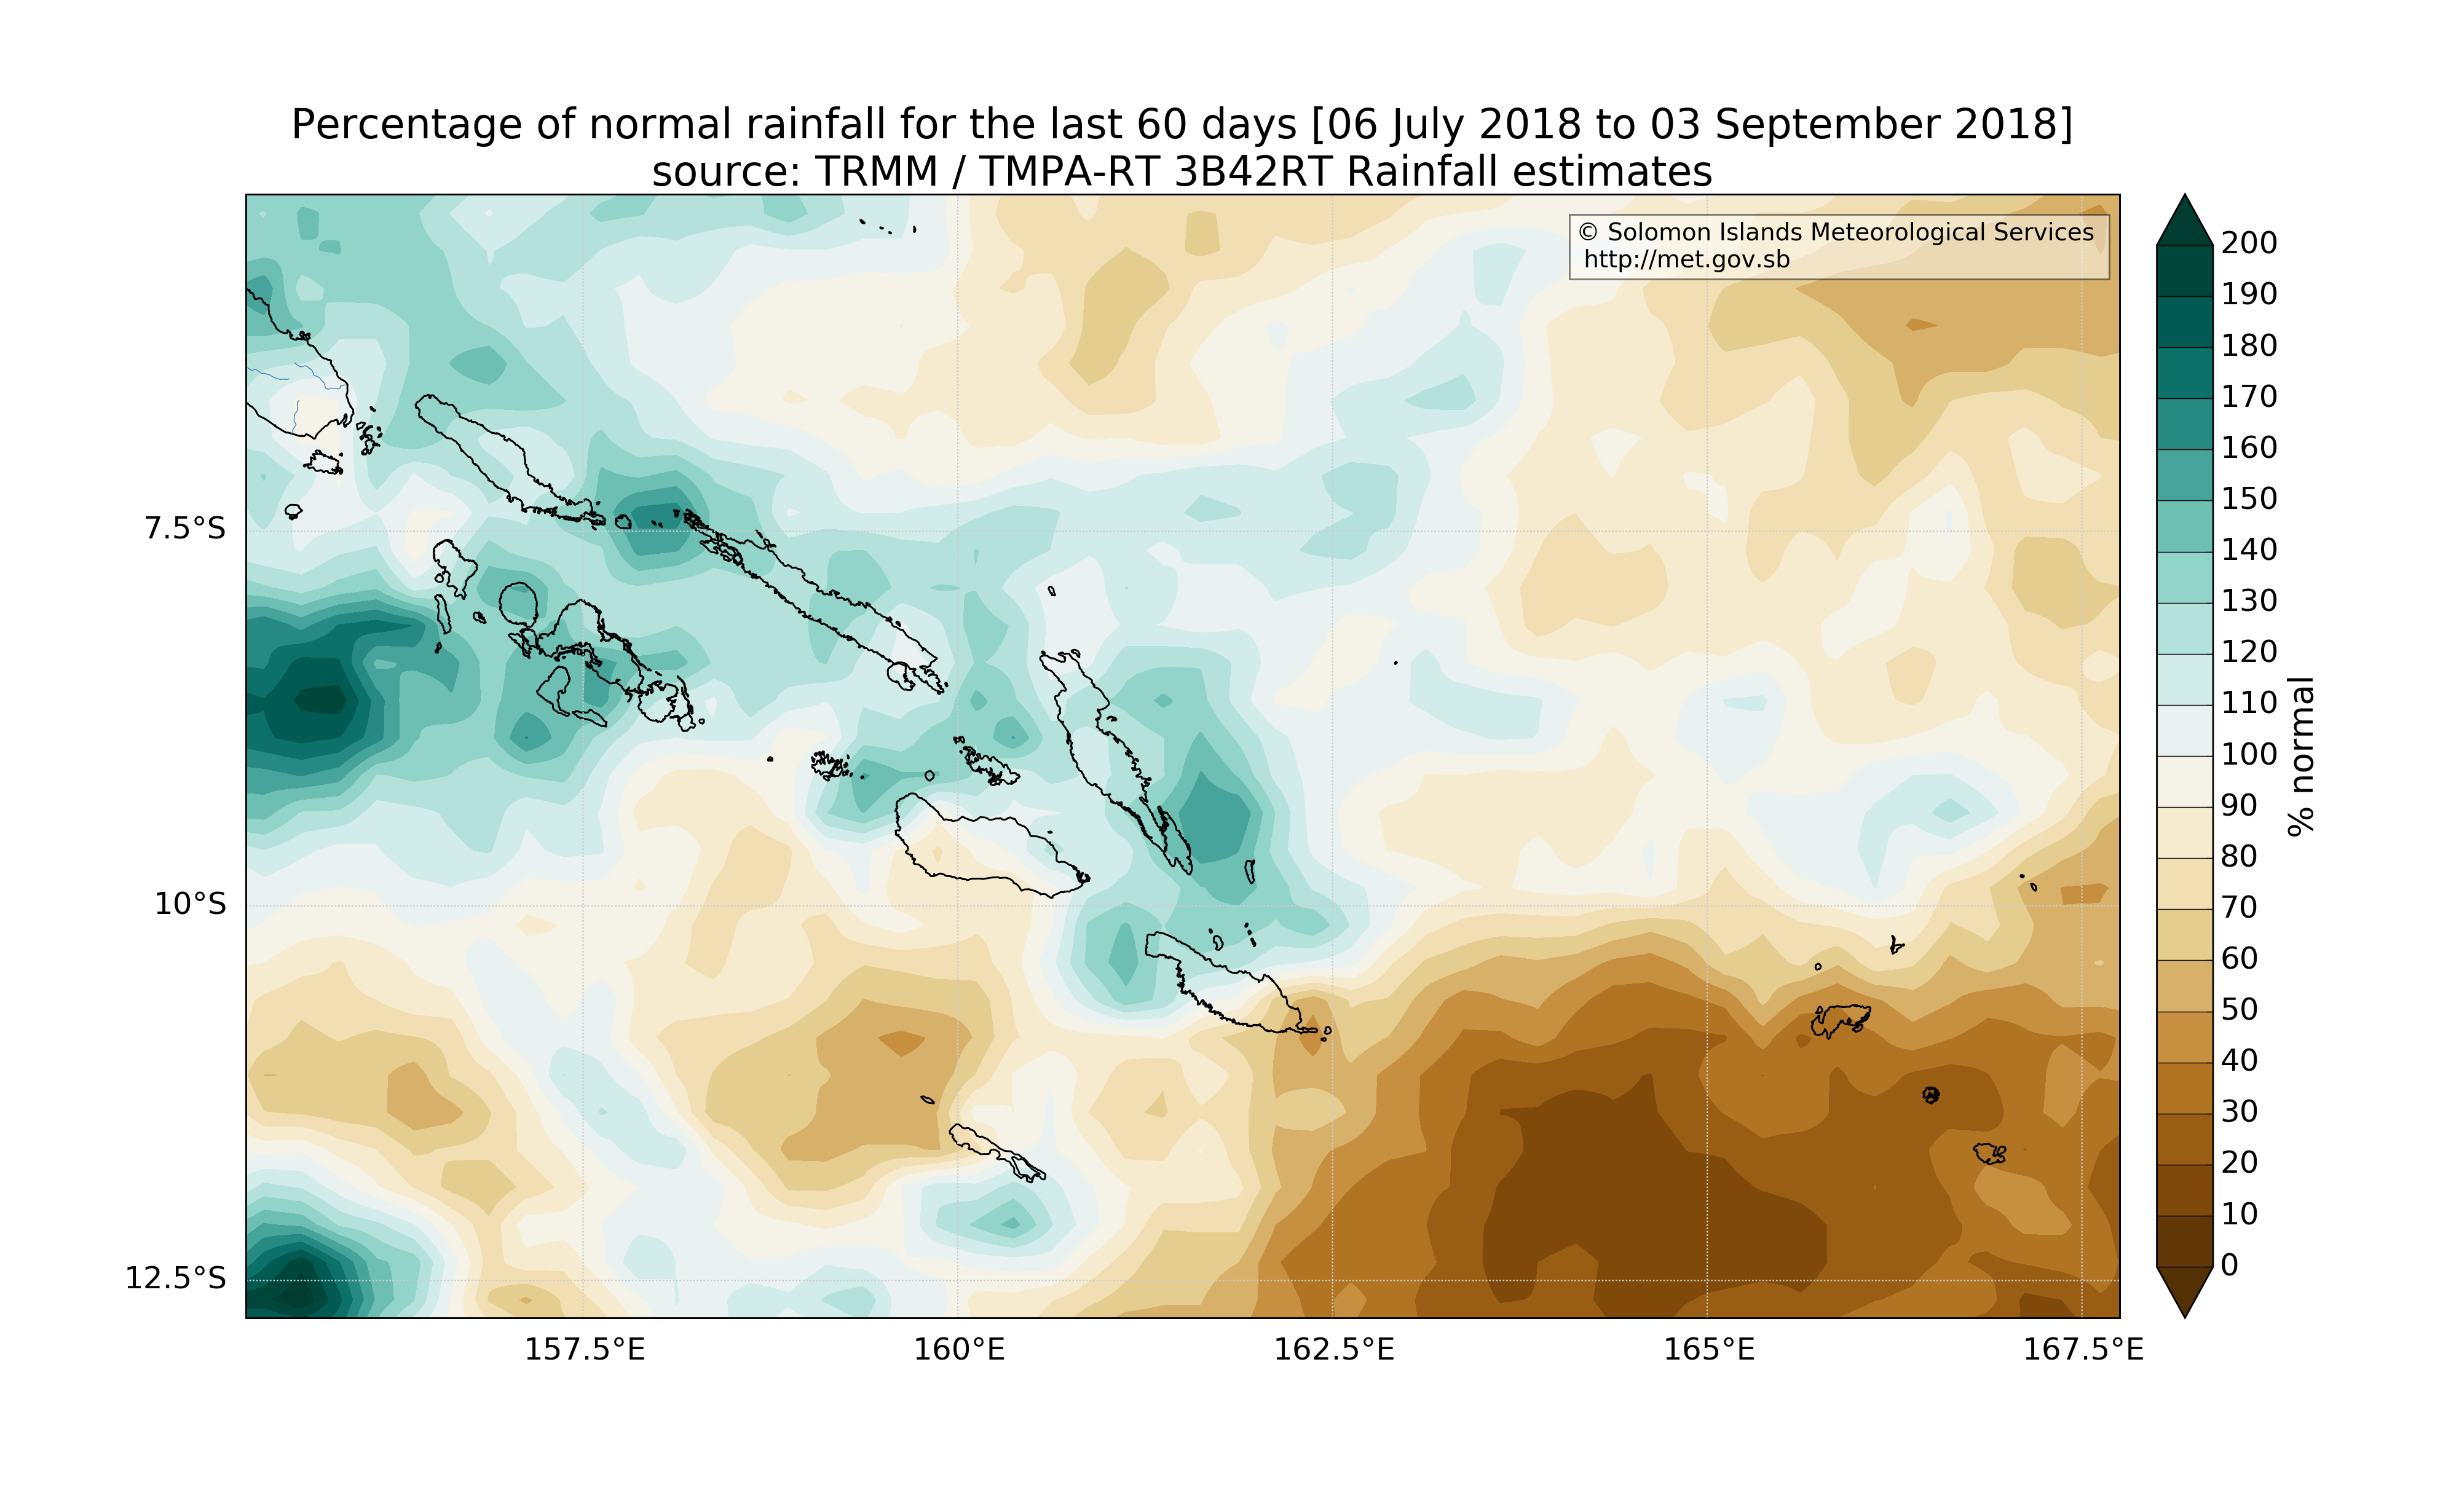 Percentage of normal rainfall for the last 60 days [06 July 2018 to 03 September 2018]
source: TRMM / TMPA-RT 3B42RT Rainfall estimates
© Solomon Islands Meteorological Services
http://met.gov.sb
200
190
180
170
160
150
140
130
120
110
100
90
80
70
60
50
40
30
20
10
0
% normal
7.5°S
10°S
12.5°S
157.5°E
160°E
162.5°E
165°E
167.5°E